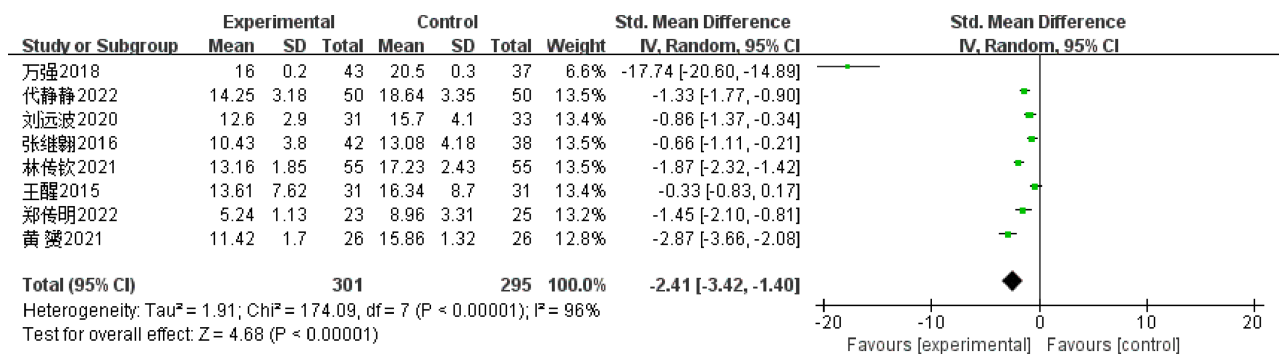 Experimental Control Std. Mean Difference Std. Mean Difference
Study or Subgroup Mean SD Total Mean SD Total Weight IV, Random, 95% CI IV, Random, 95% CI
万强2018 16 0.2 43 20.5 0.3 37 6.6% -17.74 [-20.60, -14.89]
代静静2022 14.25 3.18 50 18.64 3.35 50 13.5% -1.33 [-1.77, -0.90]
刘远波2020 12.6 2.9 31 15.7 4.1 33 13.4% -0.86 [-1.37, -0.34]
张继翱2016 10.43 3.8 42 13.08 4.18 38 13.5% -0.66 [-1.11, -0.21]
林传钦2021 13.16 1.85 55 17.23 2.43 55 13.5% -1.87 [-2.32, -1.42]
王醒2015 13.61 7.62 31 16.34 8.7 31 13.4% -0.33 [-0.83, 0.17]
郑传明2022 5.24 1.13 23 8.96 3.31 25 13.2% -1.45 [-2.10, -0.81]
黄 2021 11.42 1.7 26 15.86 1.32 26 12.8% -2.87 [-3.66, -2.08]
Total (95% CI) 301 295 100.0% -2.41 [-3.42, -1.40]
Heterogeneity: Tau² = 1.91; Chi² = 174.09, df = 7 (P < 0.00001); I² = 96%
Test for overall effect: Z = 4.68 (P < 0.00001)
-20 -10 0 10 20
Favours [experimental] Favours [control]